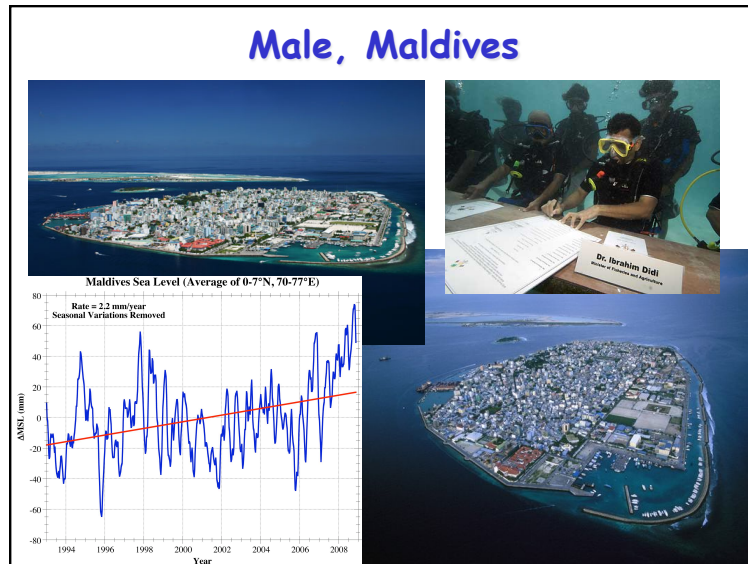 Male, Maldives
Dr. Ibrahim Didi
Minister of Fisheries and Agriculture
Maldives Sea Level (Average of 0-7°N, 70-77°E)
Rate = 2.2 mm/year
Seasonal Variations Removed
80
60
40
20
0
-20
-40
-60
-80
ΔMSL (mm)
1994
1996
1998
2000
2002
2004
2006
2008
Year